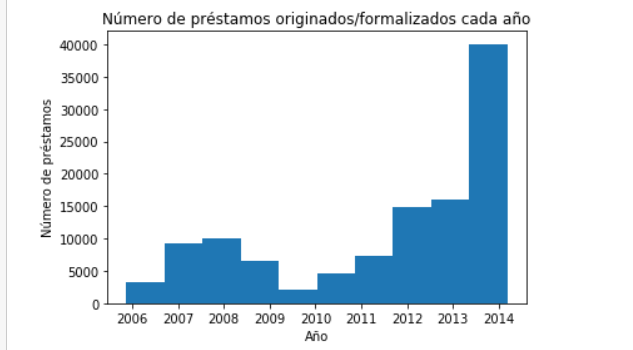 Número de préstamos originados/formalizados cada año
Número de préstamos
40000
35000
30000
25000
20000
15000
10000
5000
0
2006 2007 2008 2009 2010 2011 2012 2013 2014
Año